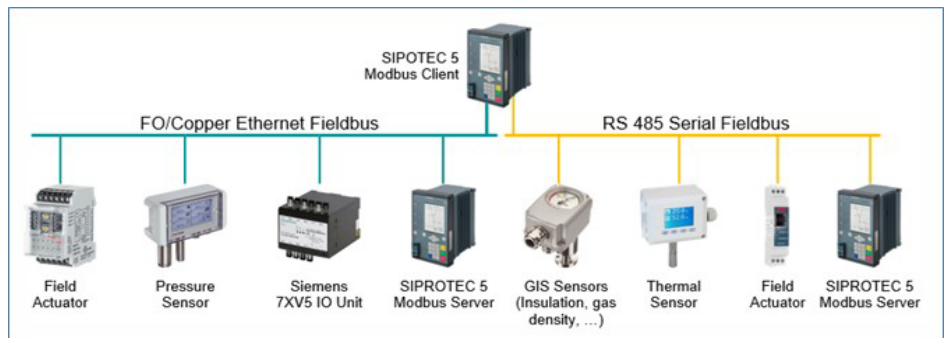 SIPOTEC 5
Modbus Client
FO/Copper Ethernet Fieldbus
RS 485 Serial Fieldbus
Field
Actuator
Pressure
Sensor
Siemens
7XV5 IO Unit
SIPROTEC 5
Modbus Server
GIS Sensors
(Insulation, gas
density, ...)
Thermal
Sensor
Field
Actuator
SIPROTEC 5
Modbus Server